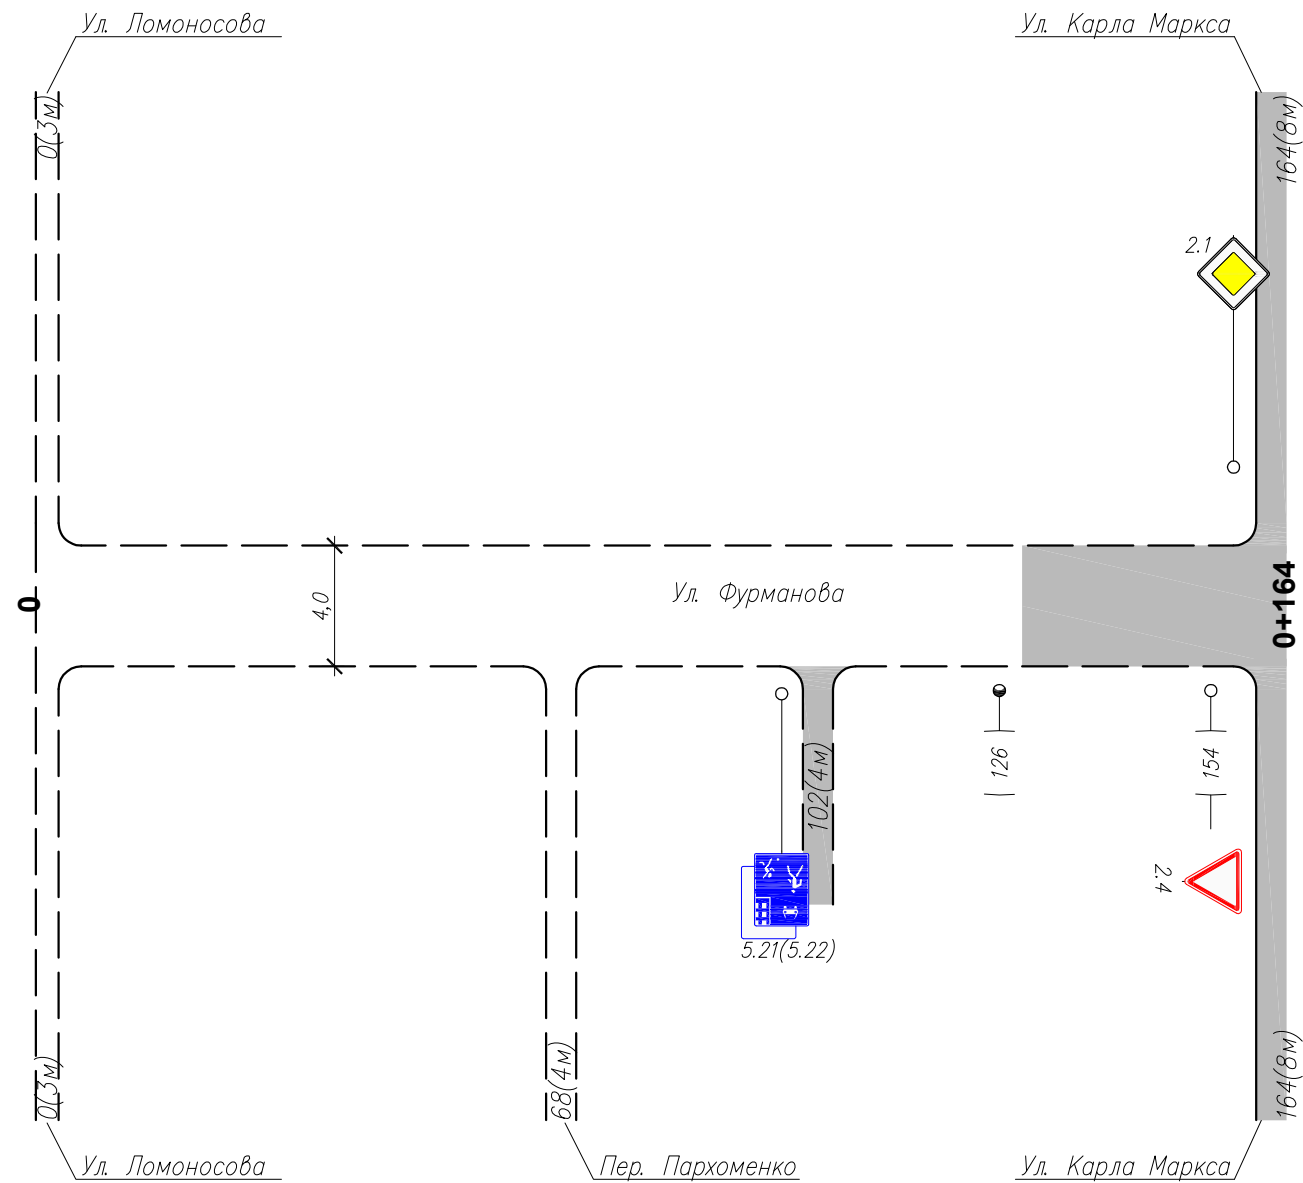 Ул. Ломоносова
Ул. Карла Маркса
0(3м)
164(8м)
2.1
0
4,0
Ул. Фурманова
0+164
126
154
102(4м)
2.4
5.21(5.22)
0(3м)
68(4м)
164(8м)
Ул. Ломоносова
Пер. Пархоменко
Ул. Карла Маркса